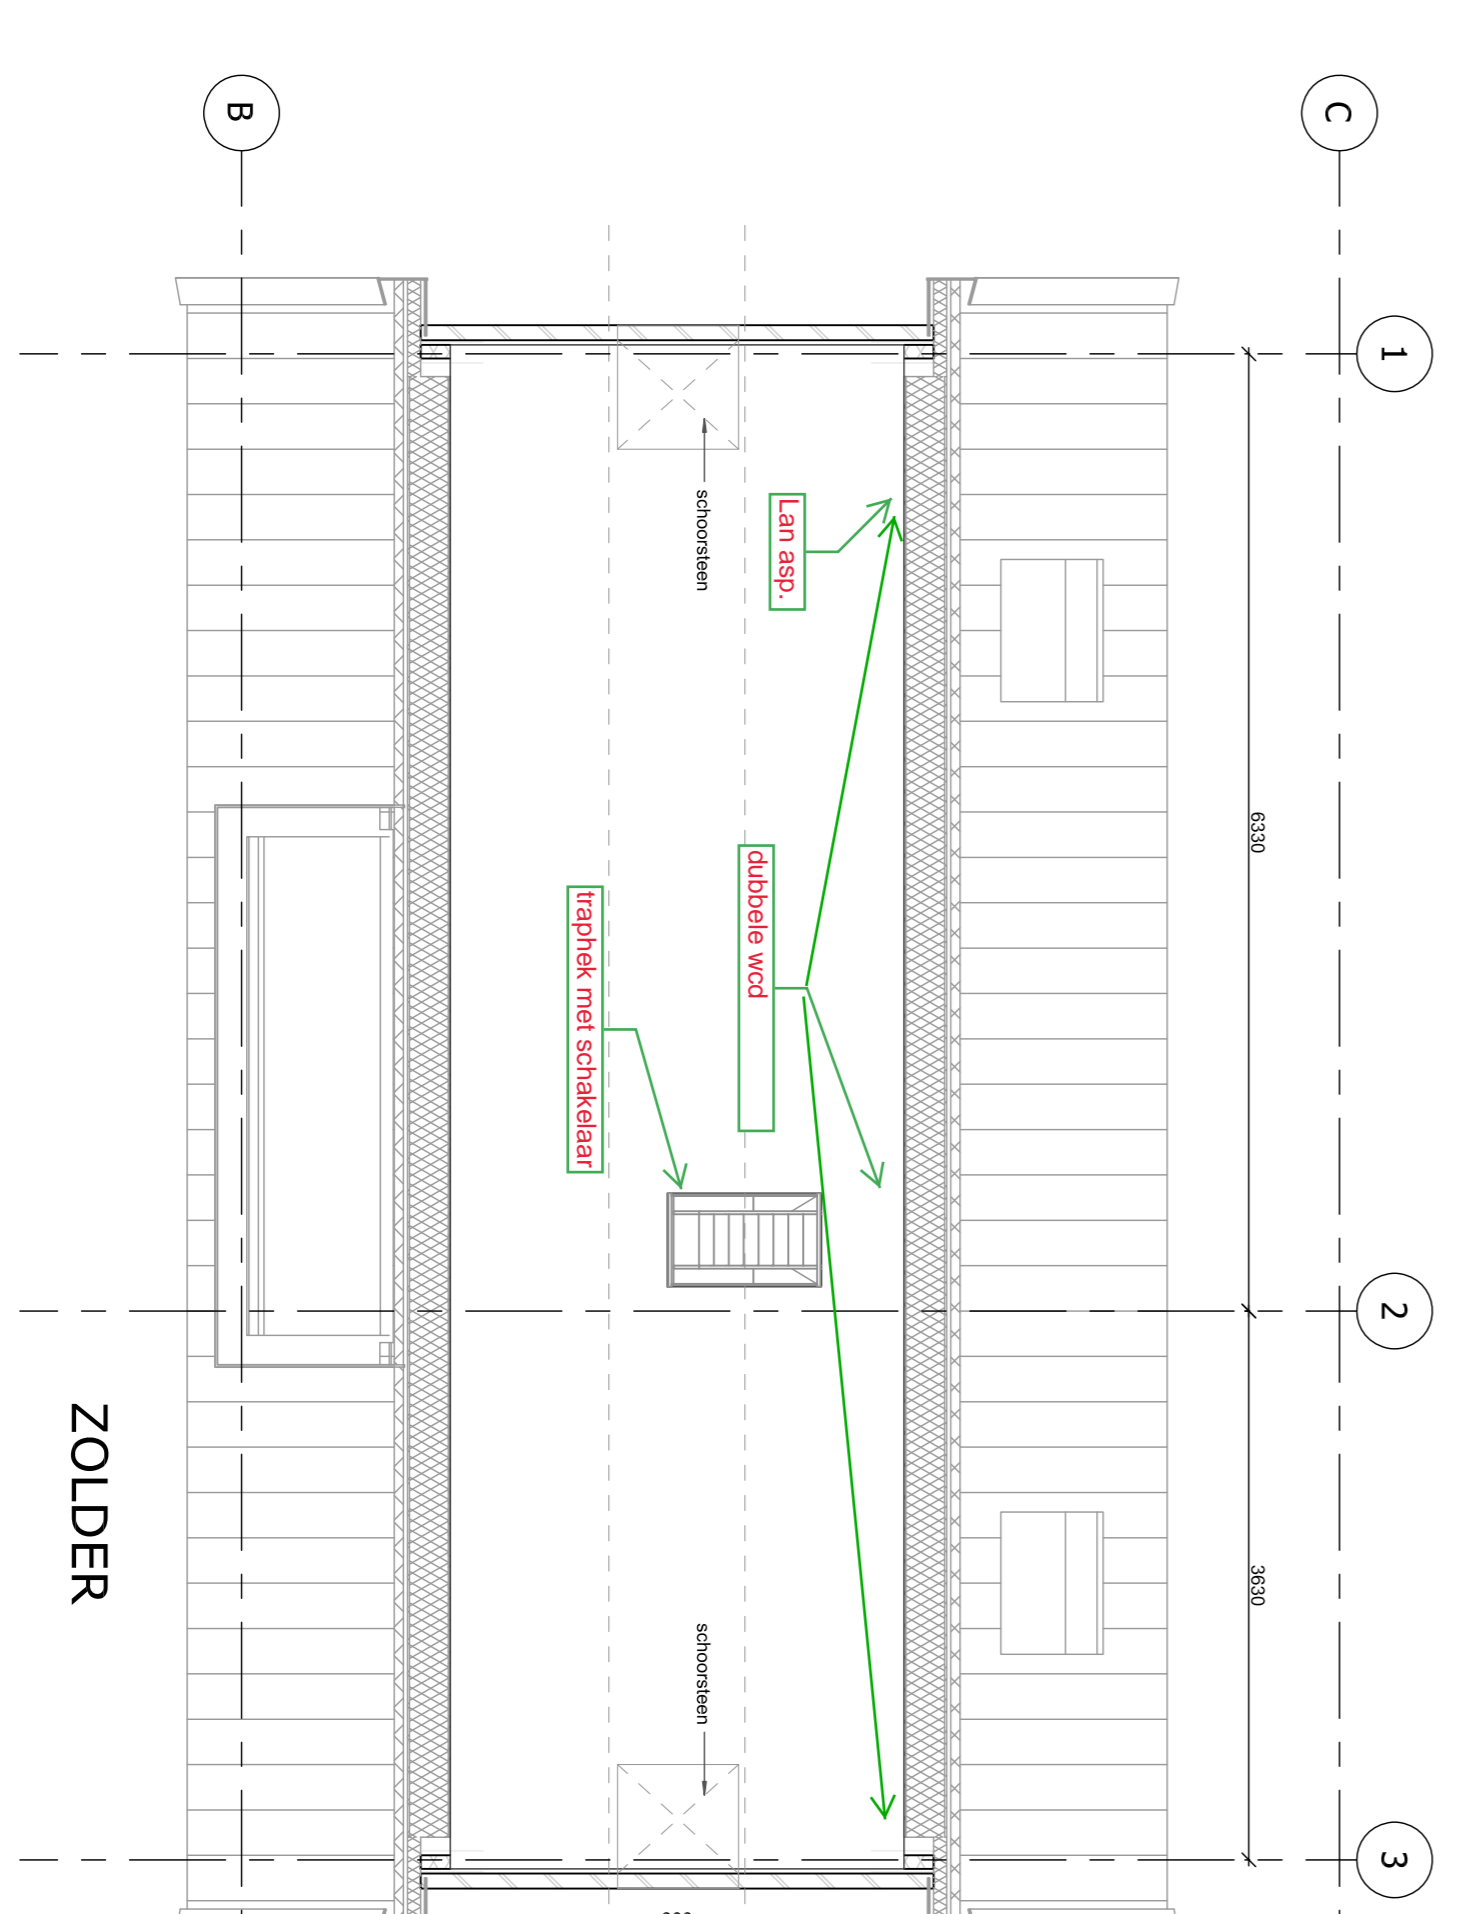 B
C
1
schoorsteen
Lan asp.
6330
dubbele wcd
traphek met schakelaar
2
ZOLDER
3630
schoorsteen
3